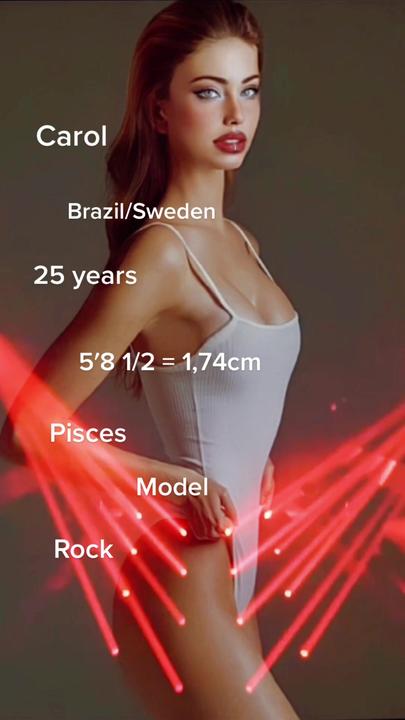 Carol
Brazil/Sweden
25 years
5’8 1/2 = 1,74cm
Pisces
Model
Rock